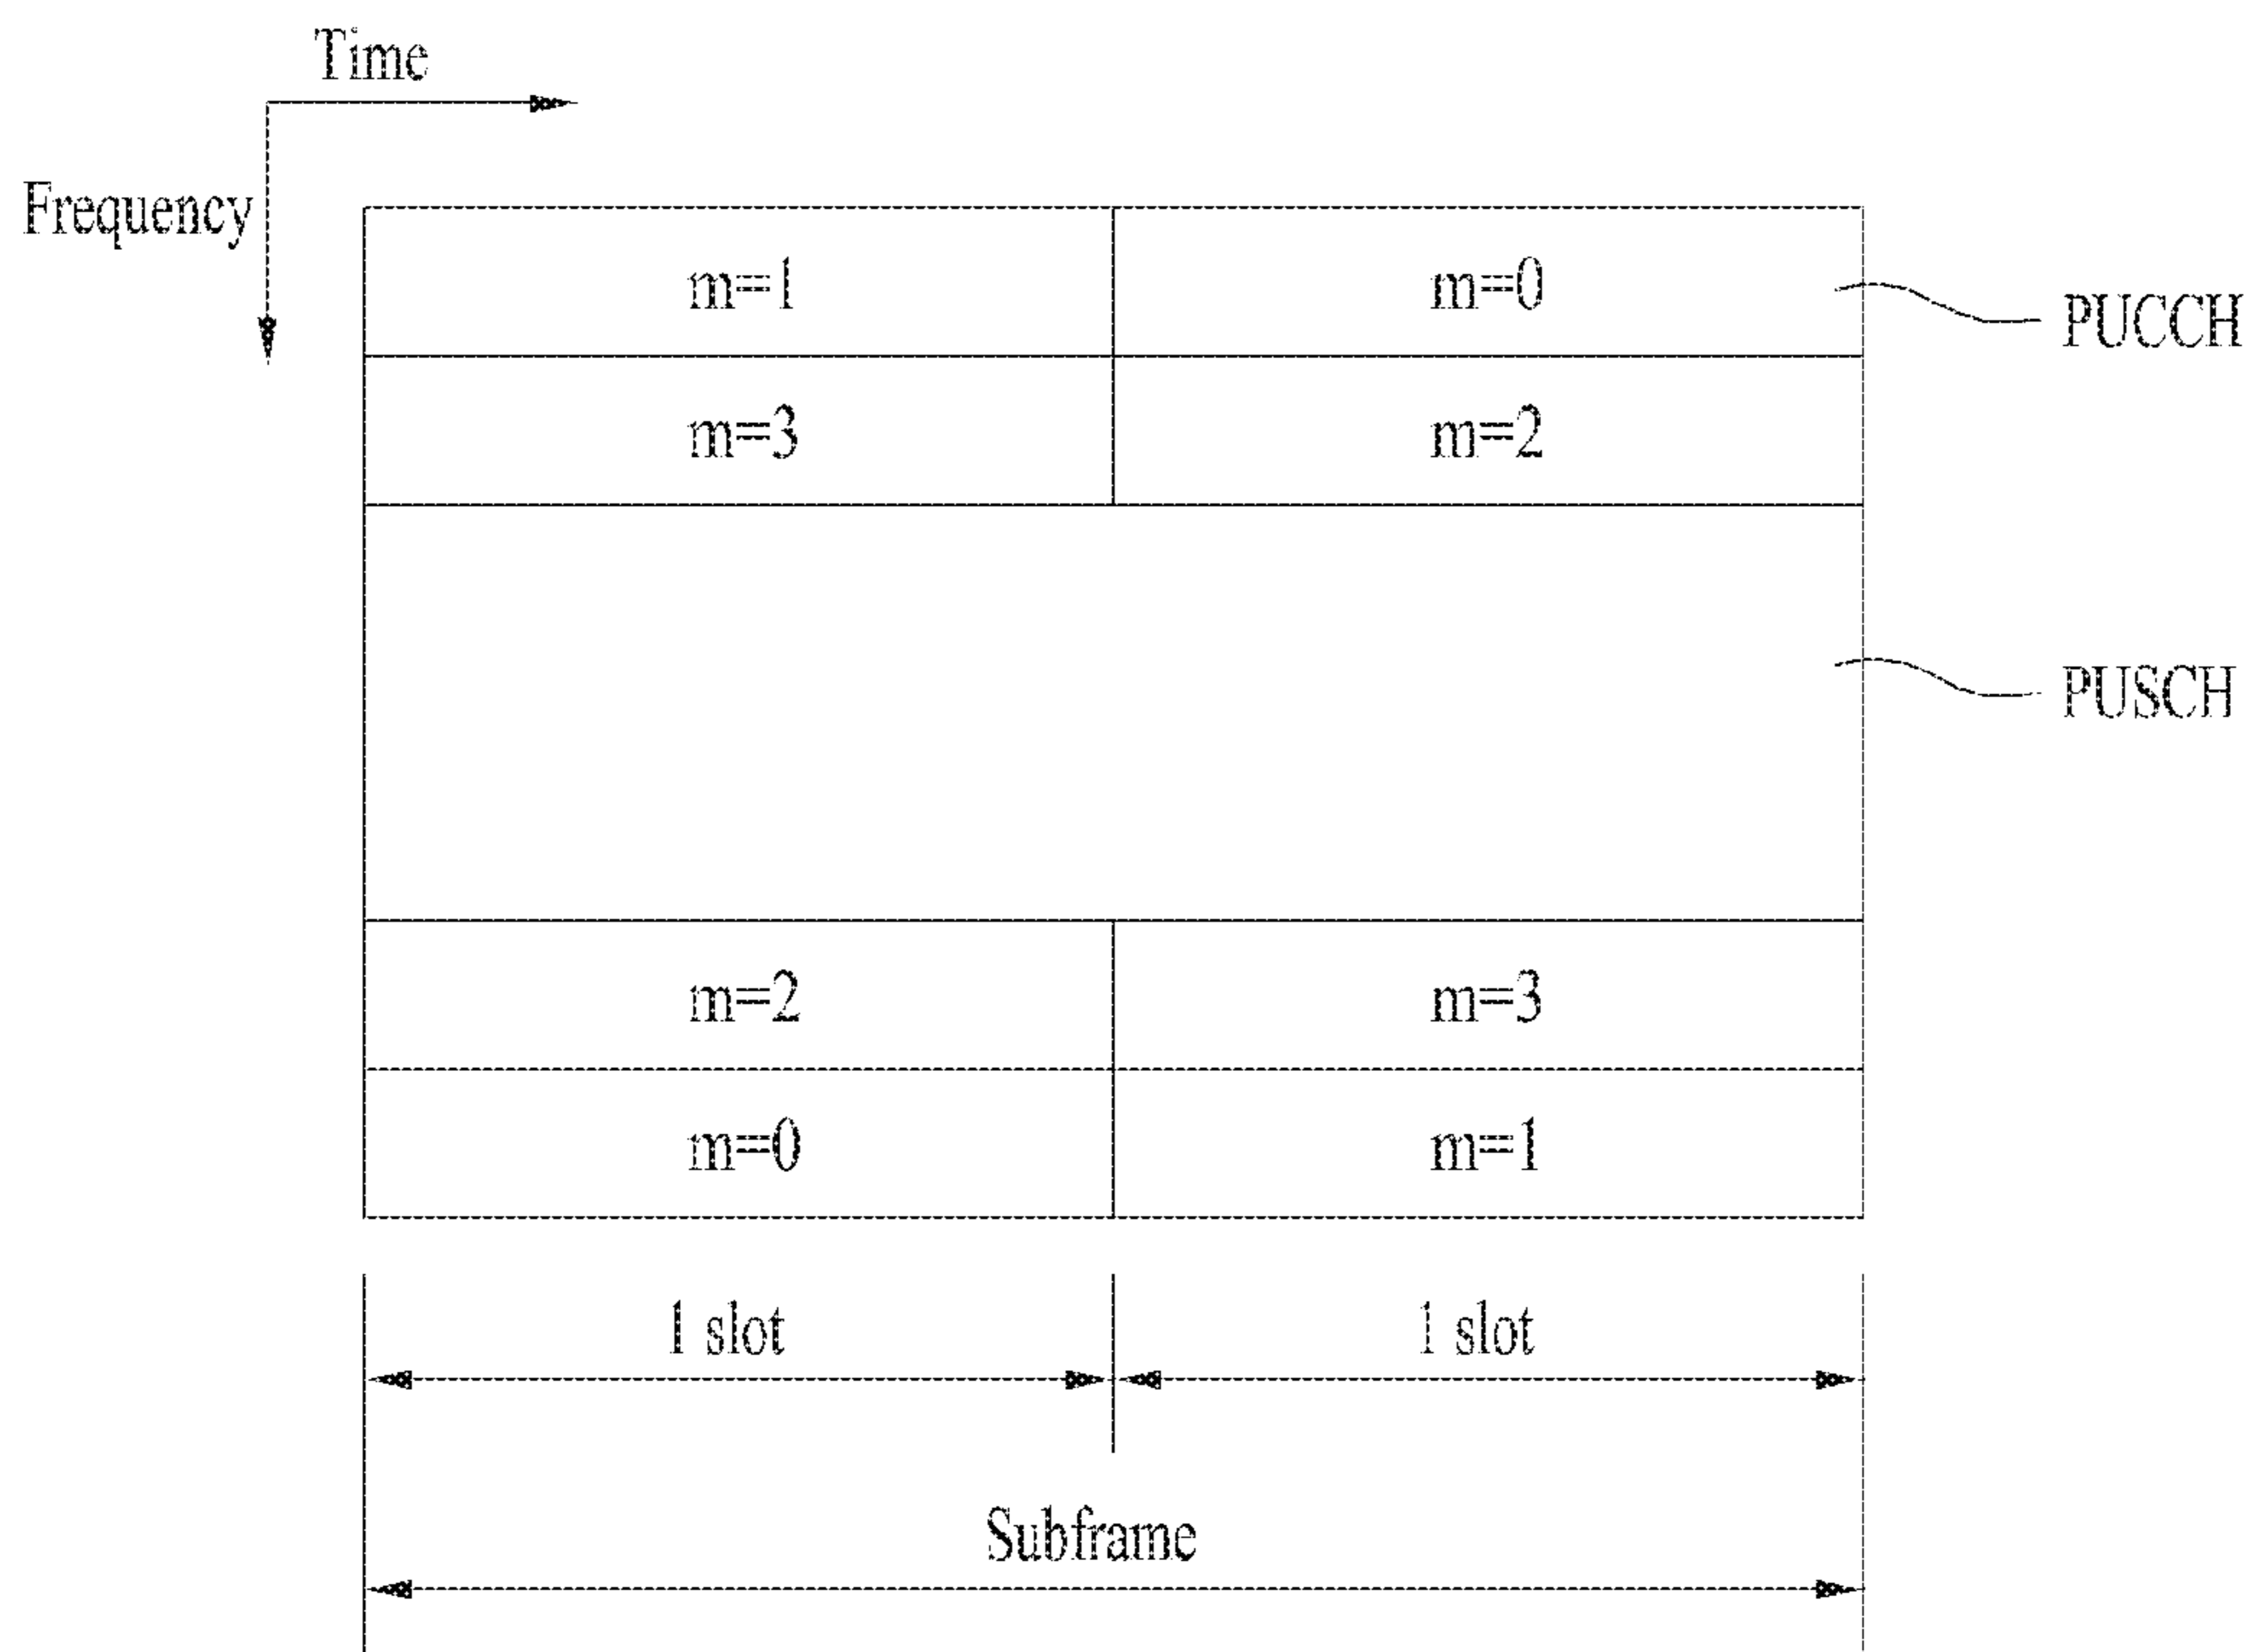 Time
Frequency
m=1 m=0
PUCCH
m=3 m=2
PUSCH
m=2 m=3
m=0 m=1
1 slot 1 slot
Subframe